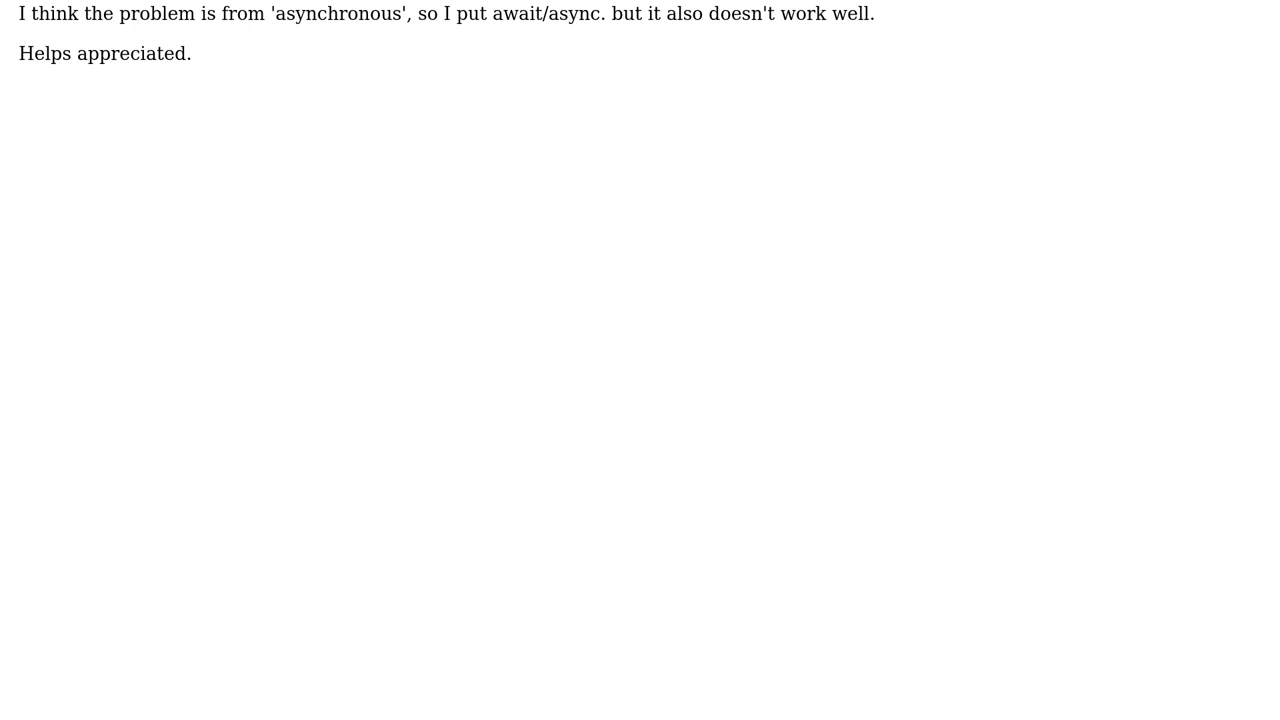 I think the problem is from 'asynchronous', so I put await/async. but it also doesn't work well.
Helps appreciated.